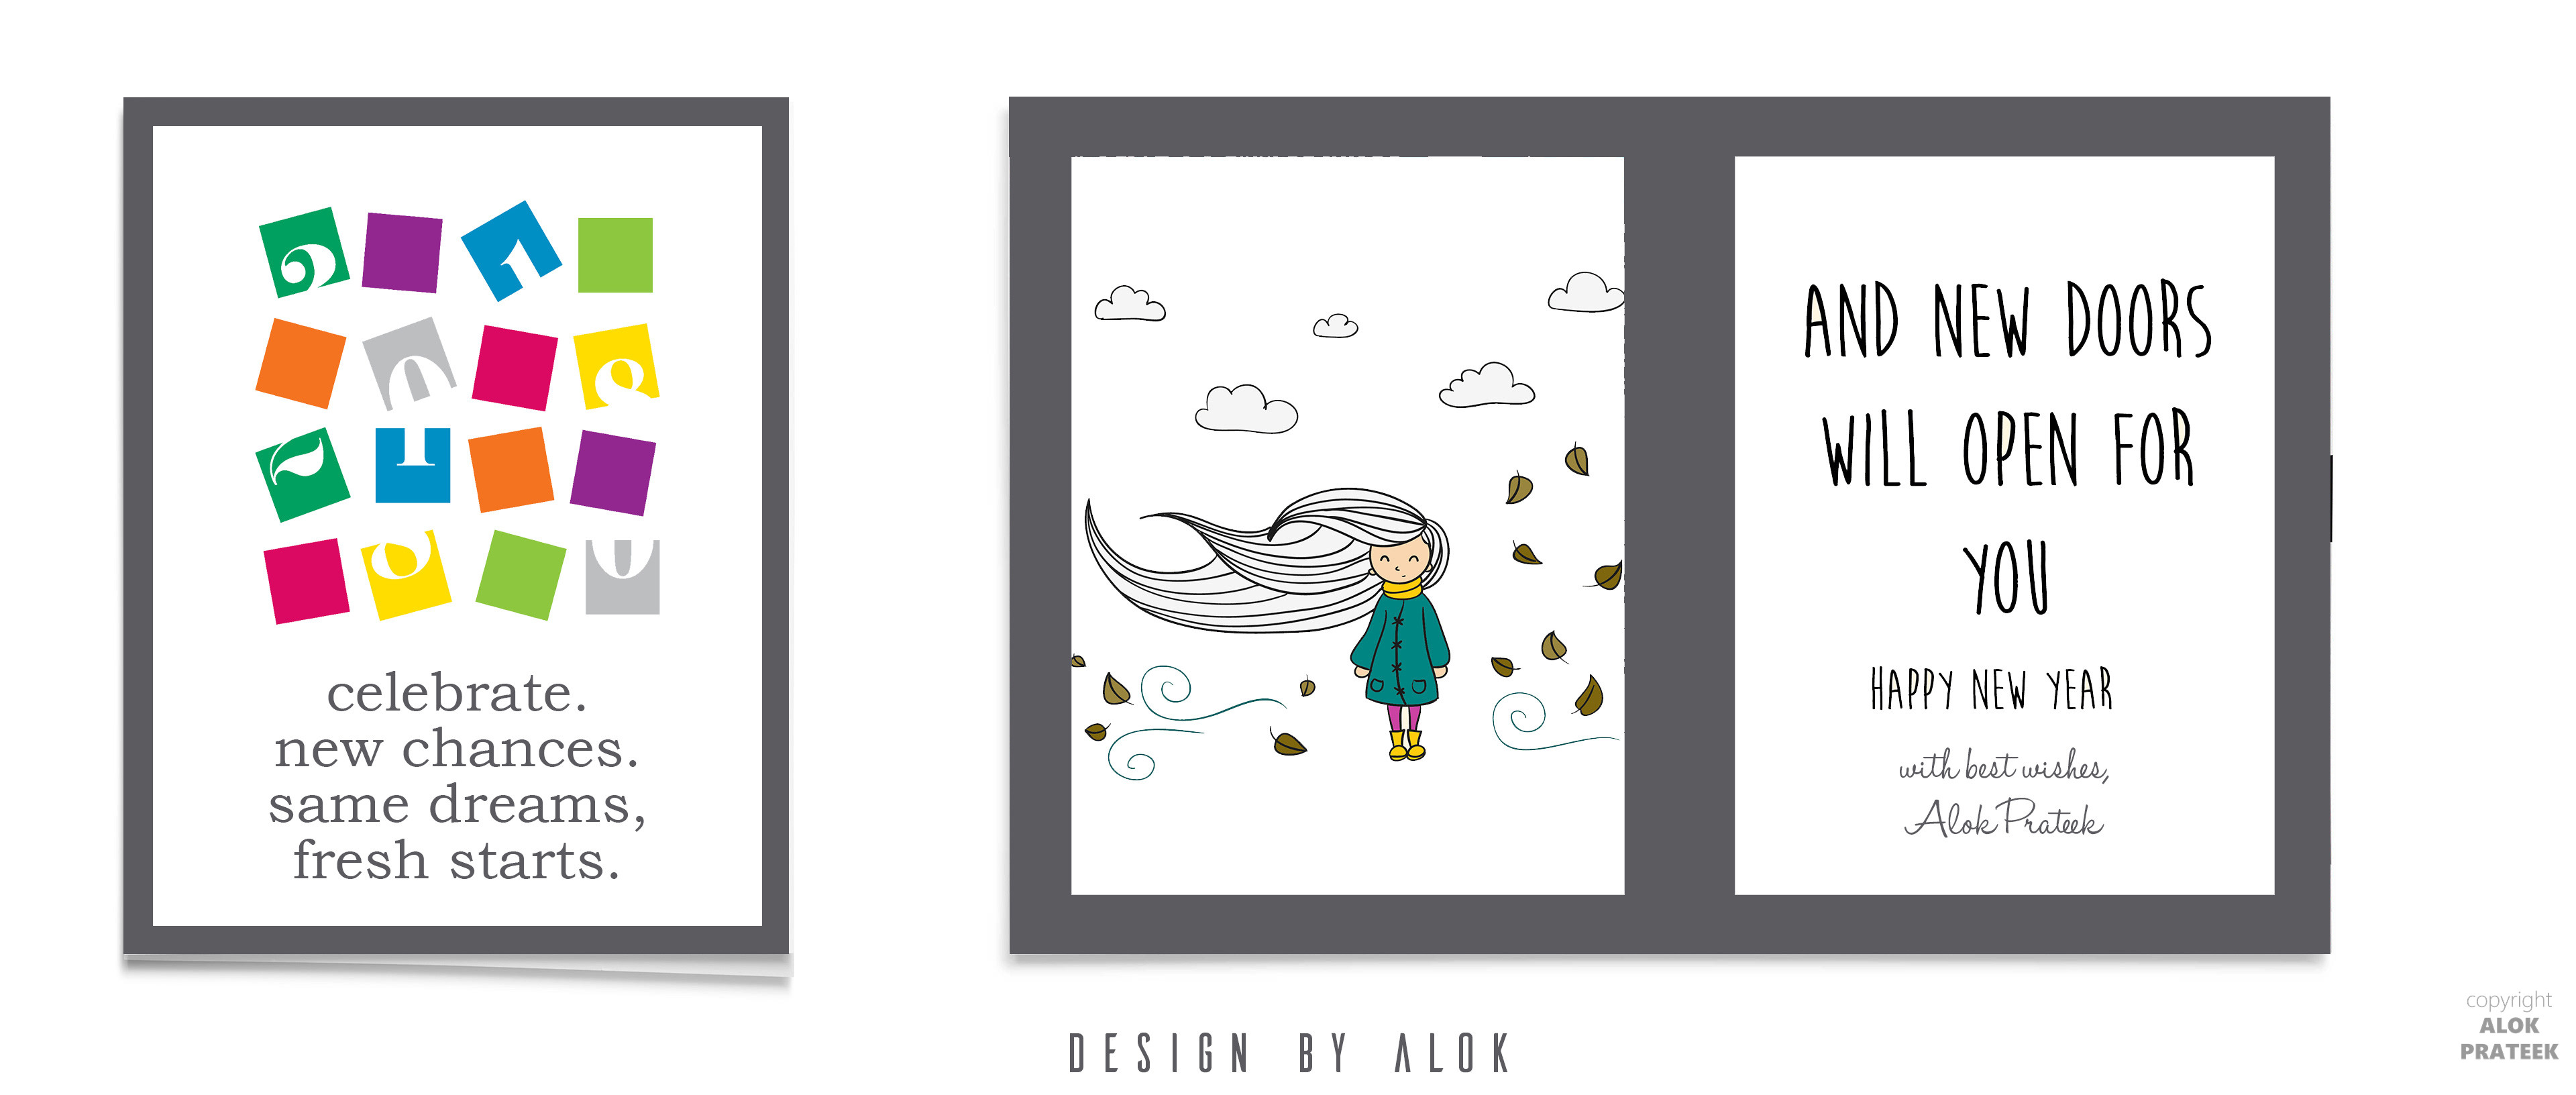 celebrate.
new chances.
same dreams,
fresh starts.
AND NEW DOORS
WILL OPEN FOR
YOU
HAPPY NEW YEAR
with best wishes,
Alok Prateek
DESIGN BY ALOK
copyright
ALOK
PRATEEK